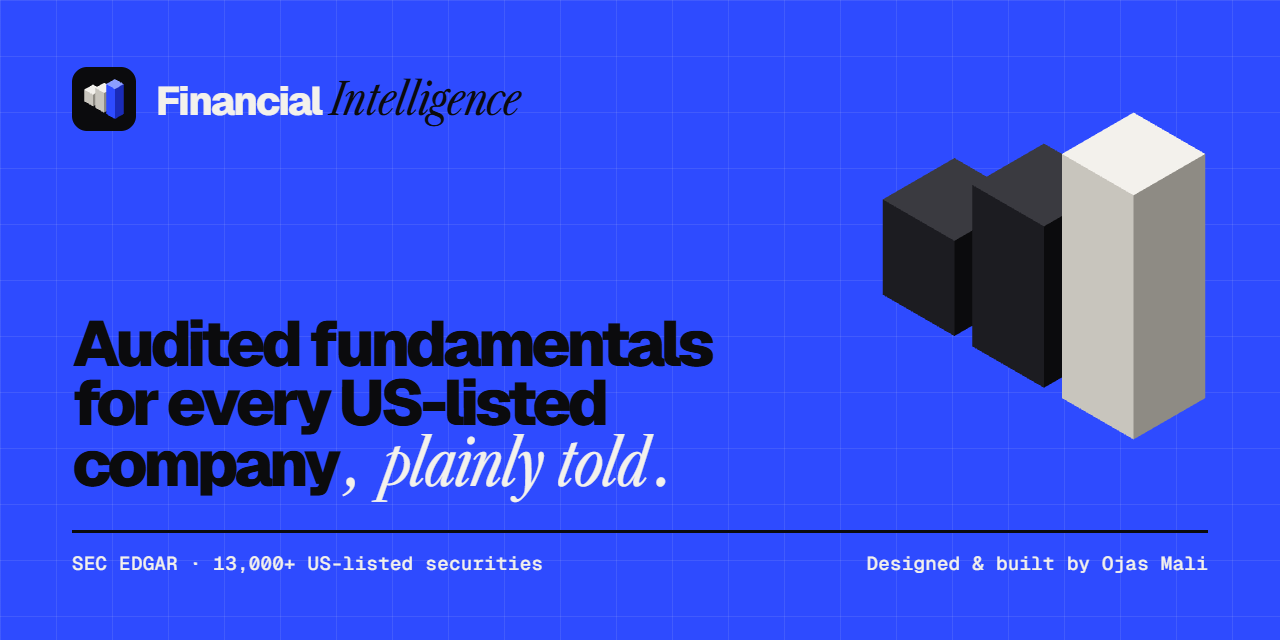 Financial Intelligence
Audited fundamentals
for every US-listed
company, plainly told.
SEC EDGAR · 13,000+ US-listed securities
Designed & built by Ojas Mali